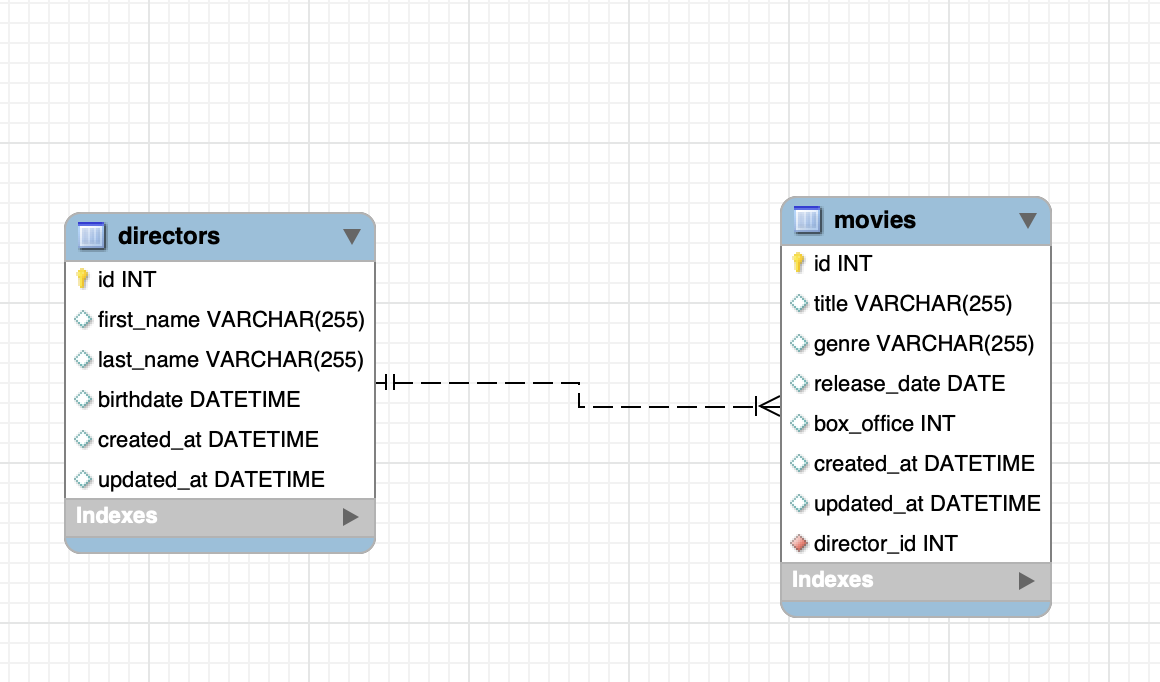 directors
id INT
first_name VARCHAR(255)
last_name VARCHAR(255)
birthdate DATETIME
created_at DATETIME
updated_at DATETIME
Indexes
movies
id INT
title VARCHAR(255)
genre VARCHAR(255)
release_date DATE
box_office INT
created_at DATETIME
updated_at DATETIME
director_id INT
Indexes